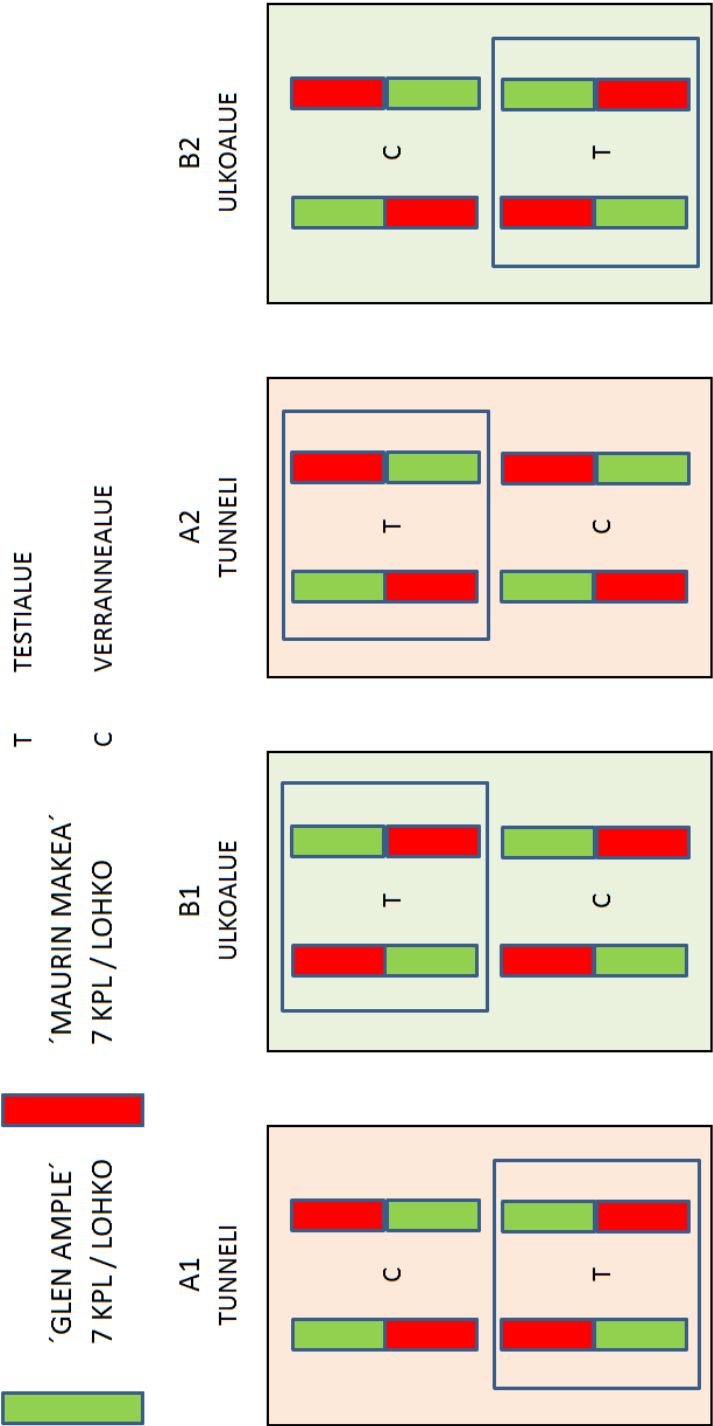 ´GLEN AMPLE´
7 KPL / LOHKO
´MAURIN MAKEA´
7 KPL / LOHKO
T TESTIALUE
C VERRANNEALUE
A1
TUNNELI
B1
ULKOALUE
A2
TUNNELI
B2
ULKOALUE
C
T
T
C
T
C
C
T